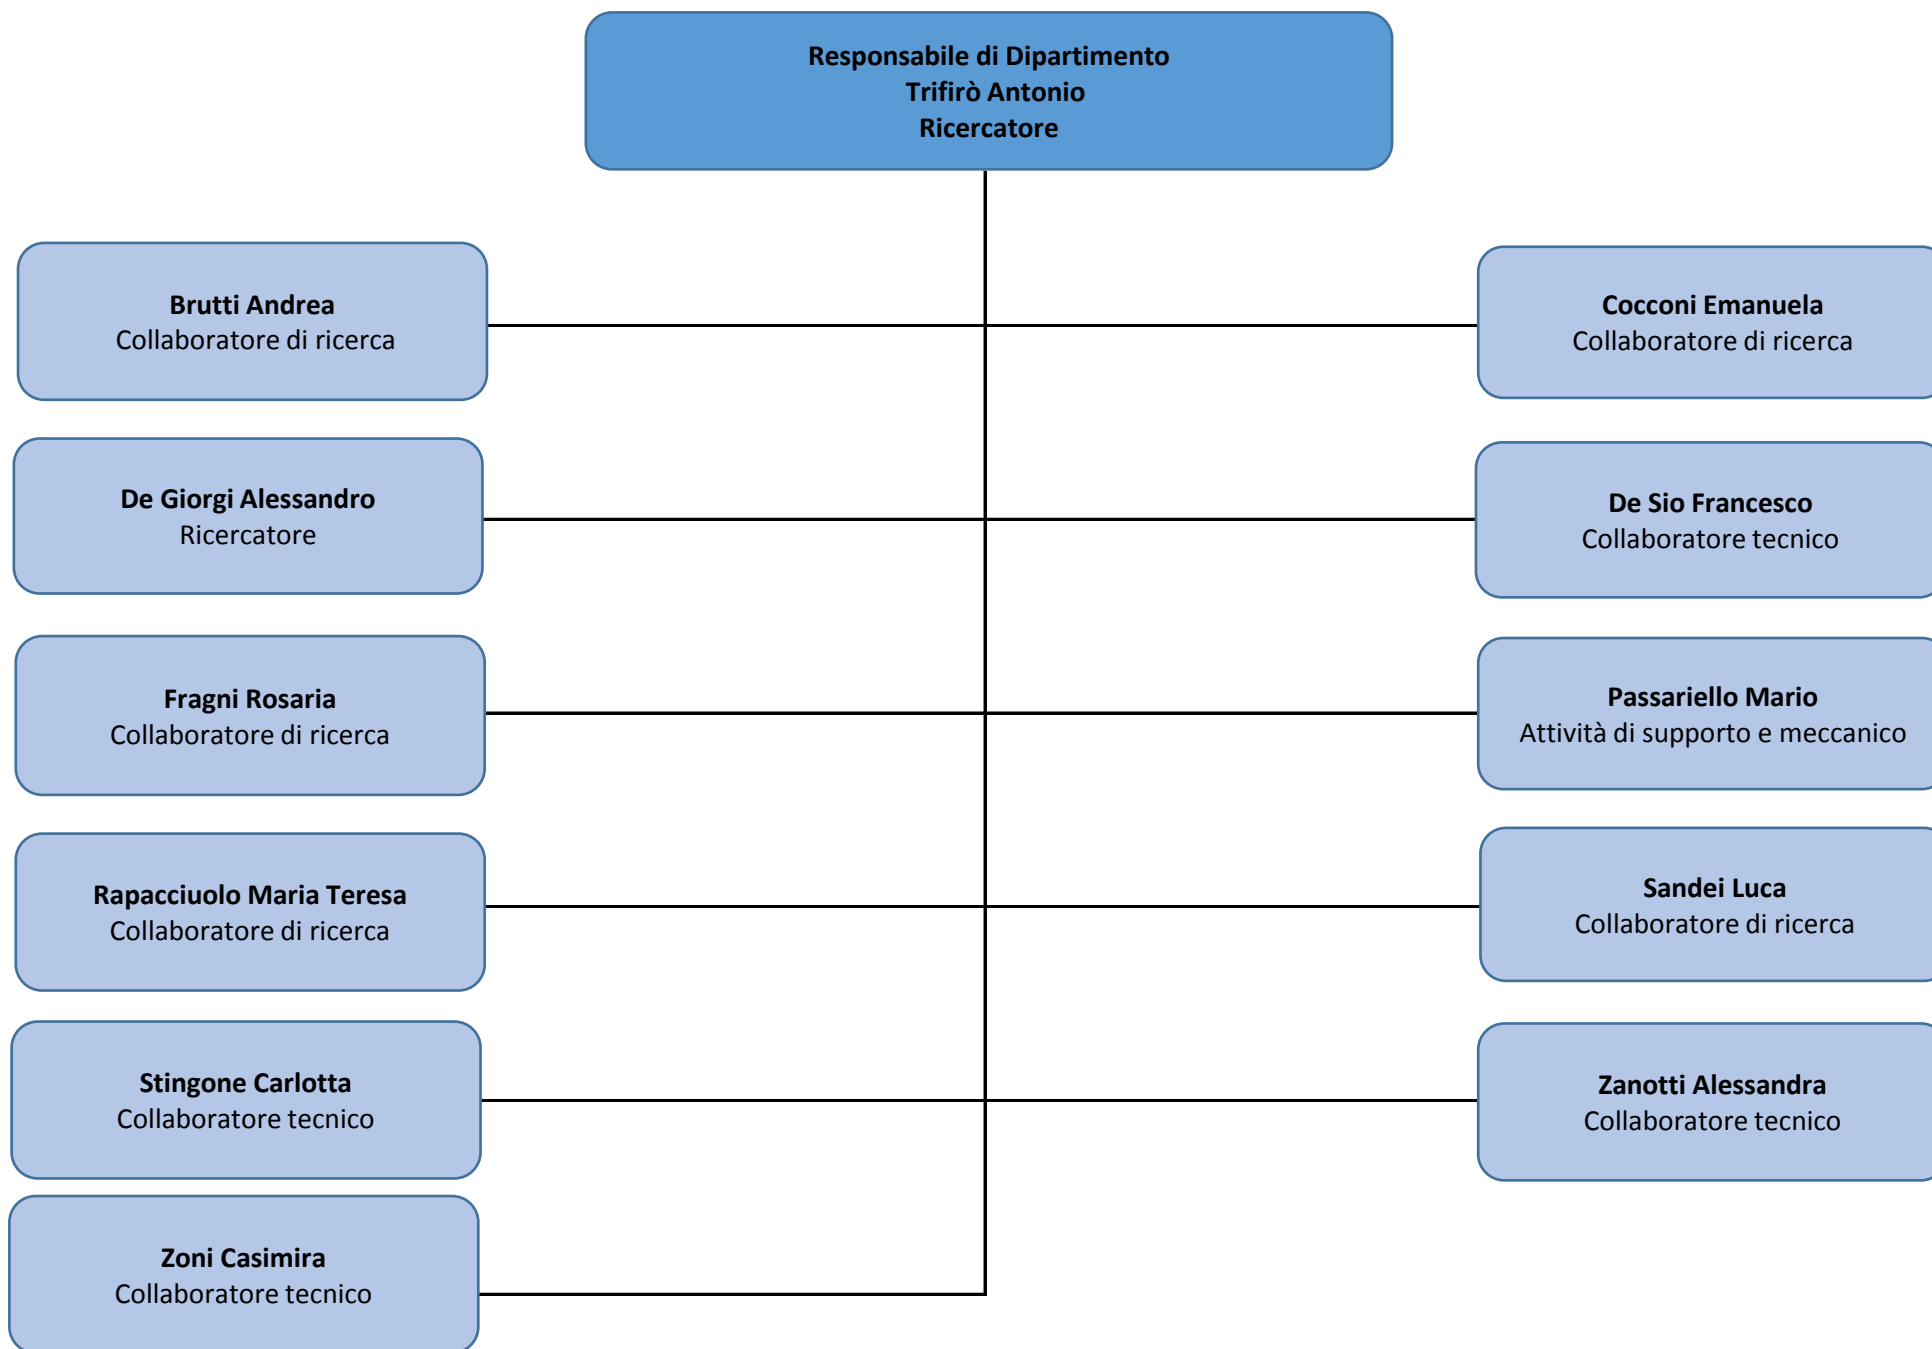 Responsabile di Dipartimento
Trifirò Antonio
Ricercatore
Brutti Andrea
Collaboratore di ricerca
Cocconi Emanuela
Collaboratore di ricerca
De Giorgi Alessandro
Ricercatore
De Sio Francesco
Collaboratore tecnico
Fragni Rosaria
Collaboratore di ricerca
Passariello Mario
Attività di supporto e meccanico
Rapacciuolo Maria Teresa
Collaboratore di ricerca
Sandei Luca
Collaboratore di ricerca
Stingone Carlotta
Collaboratore tecnico
Zanotti Alessandra
Collaboratore tecnico
Zoni Casimira
Collaboratore tecnico